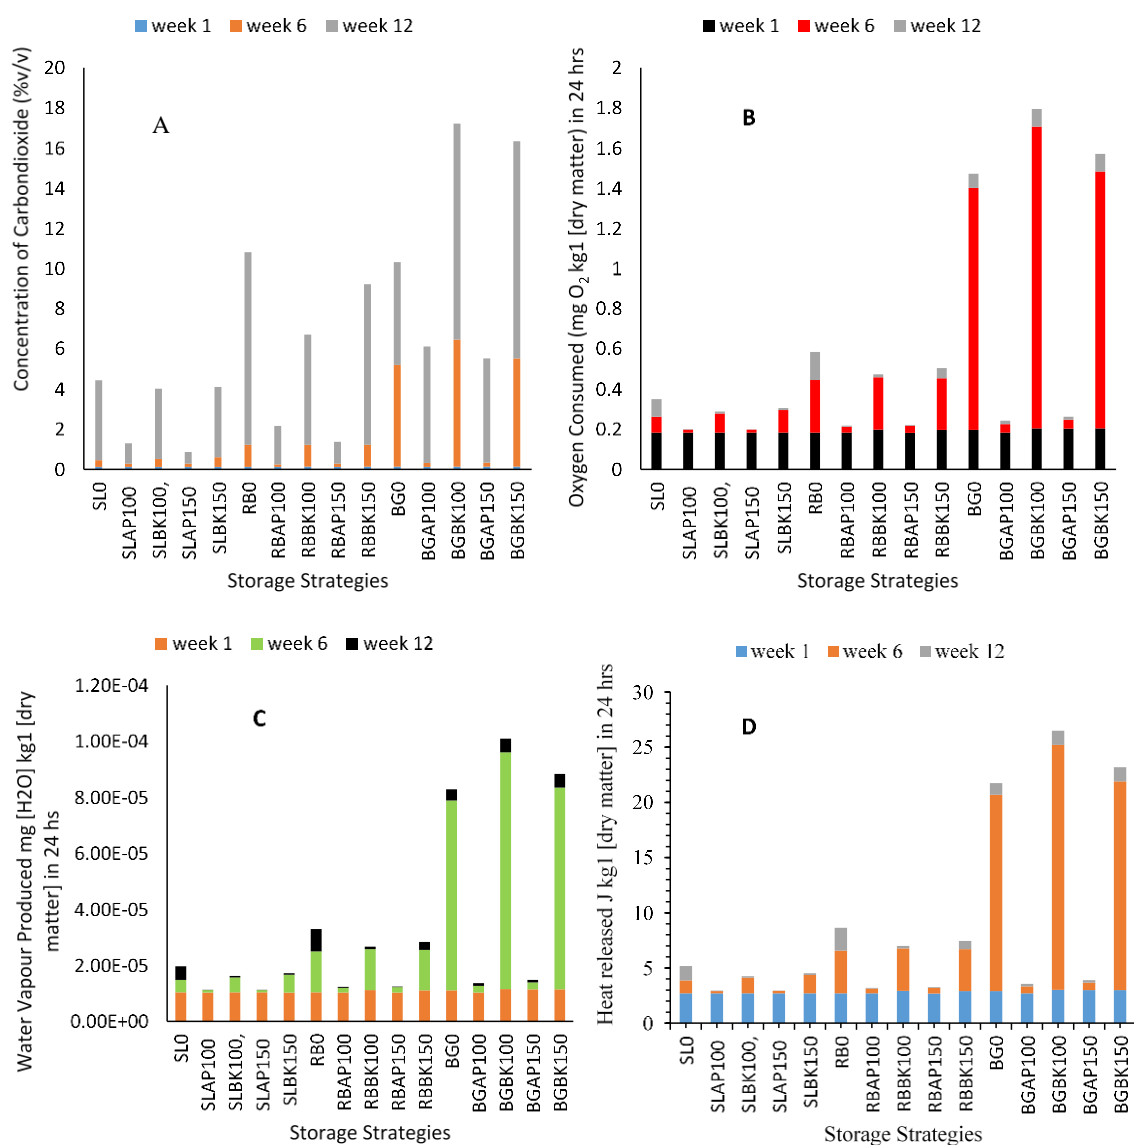 week 1 week 6 week 12
Concentration of Carbondioxide (%v/v)
20
18
16
14
12
10
8
6
4
2
0
A
SL0 SLAP100 SLBK100, SLAP150 SLBK150 RB0 RBAP100 RBBK100 RBAP150 RBBK150 BG0 BGAP100 BGBK100 BGAP150 BGBK150
Storage Strategies
week 1 week 6 week 12
Oxygen Consumed (mg O2 kg1 [dry matter) in 24 hrs
2
1.8
1.6
1.4
1.2
1
0.8
0.6
0.4
0.2
0
B
SL0 SLAP100 SLBK100, SLAP150 SLBK150 RB0 RBAP100 RBBK100 RBAP150 RBBK150 BG0 BGAP100 BGBK100 BGAP150 BGBK150
Storage Strategies
week 1 week 6 week 12
Water Vapour Produced mg [H2O] kg1 [dry
matter] in 24 hs
1.20E-04
1.00E-04
8.00E-05
6.00E-05
4.00E-05
2.00E-05
0.00E+00
C
SL0 SLAP100 SLBK100, SLAP150 SLBK150 RB0 RBAP100 RBBK100 RBAP150 RBBK150 BG0 BGAP100 BGBK100 BGAP150 BGBK150
Storage Strategies
week 1 week 6 week 12
Heat released J kg1 [dry matter] in 24 hrs
30
25
20
15
10
5
0
D
SL0 SLAP100 SLBK100, SLAP150 SLBK150 RB0 RBAP100 RBBK100 RBAP150 RBBK150 BG0 BGAP100 BGBK100 BGAP150 BGBK150
Storage Strategies